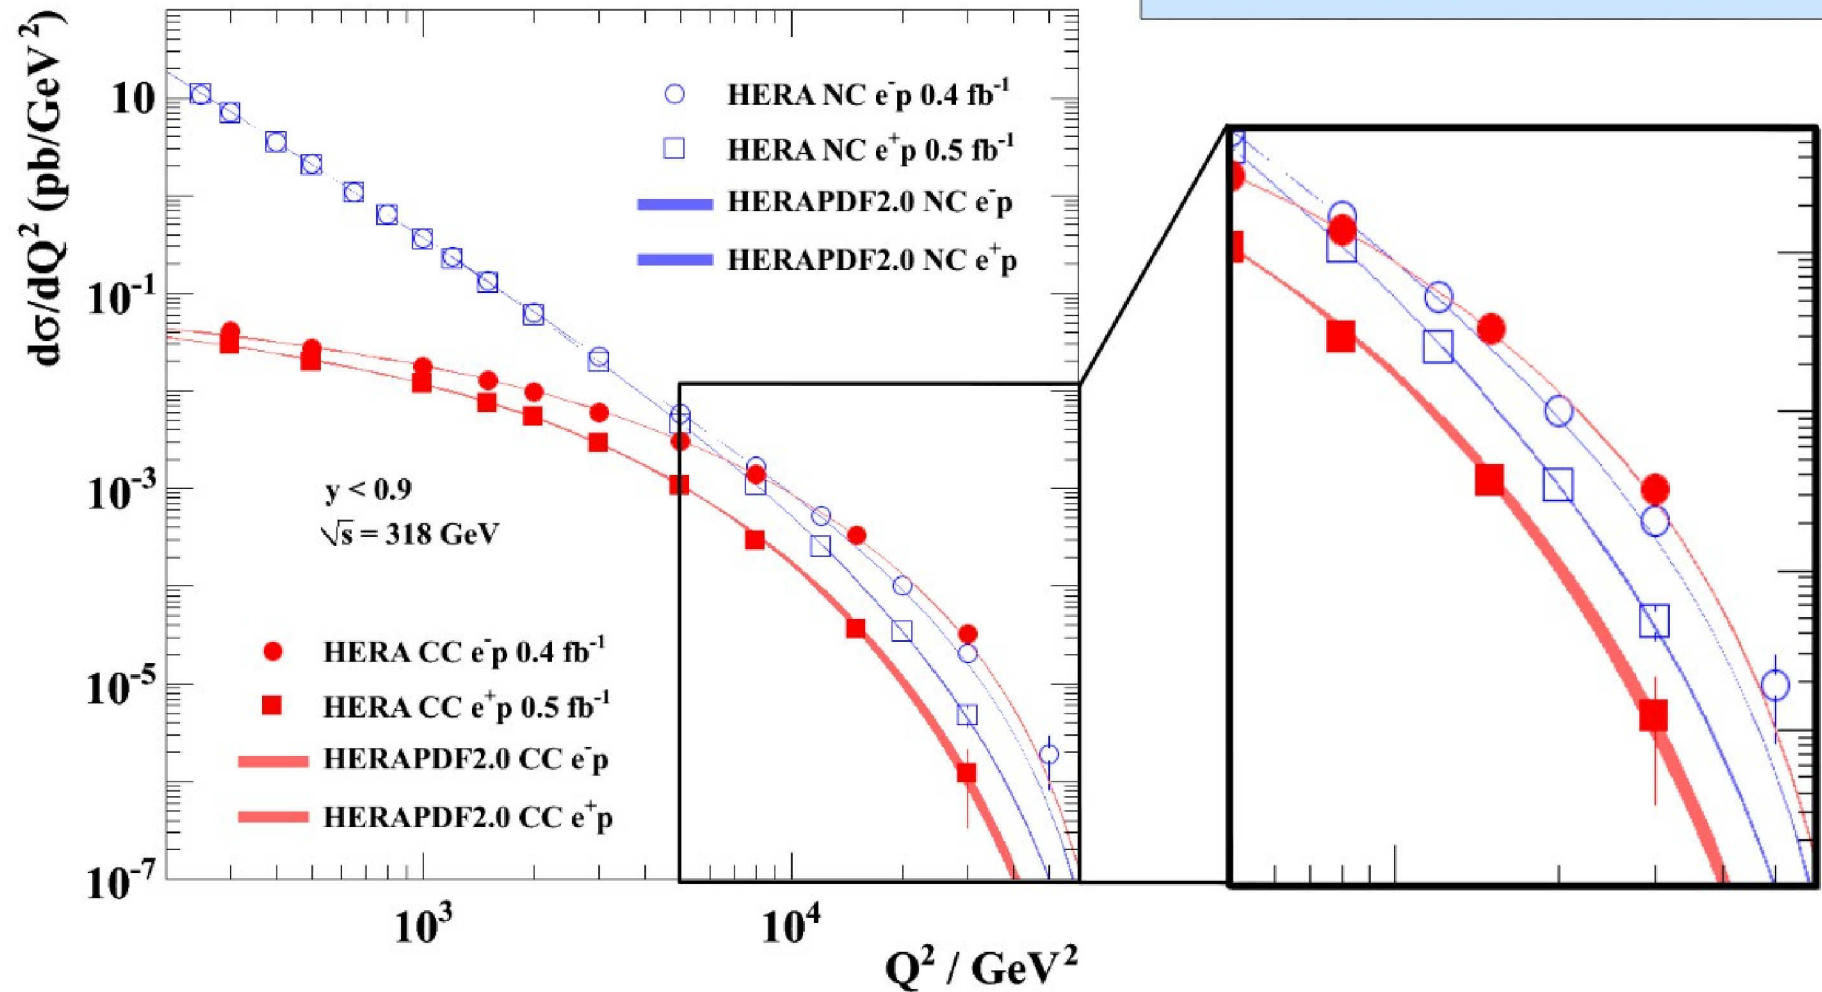 dσ/dQ² (pb/GeV²)
10
10⁻¹
10⁻³
10⁻⁵
10⁻⁷
HERA NC e⁻p 0.4 fb⁻¹
HERA NC e⁺p 0.5 fb⁻¹
HERAPDF2.0 NC e⁻p
HERAPDF2.0 NC e⁺p
y < 0.9
√s = 318 GeV
HERA CC e⁻p 0.4 fb⁻¹
HERA CC e⁺p 0.5 fb⁻¹
HERAPDF2.0 CC e⁻p
HERAPDF2.0 CC e⁺p
10³
10⁴
Q² / GeV²